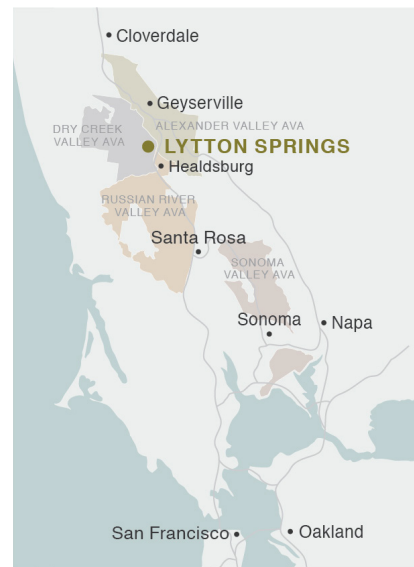 Cloverdale
Geyserville
DRY CREEK
VALLEY AVA
ALEXANDER VALLEY AVA
LYTTON SPRINGS
Healdsburg
RUSSIAN RIVER
VALLEY AVA
Santa Rosa
SONOMA
VALLEY AVA
Sonoma
Napa
San Francisco
Oakland